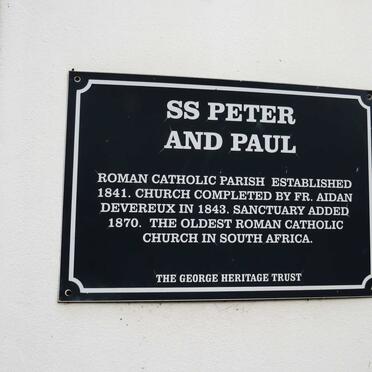 SS PETER
AND PAUL
ROMAN CATHOLIC PARISH ESTABLISHED
1841. CHURCH COMPLETED BY FR. AIDAN
DEVEREUX IN 1843. SANCTUARY ADDED
1870. THE OLDEST ROMAN CATHOLIC
CHURCH IN SOUTH AFRICA.
THE GEORGE HERITAGE TRUST